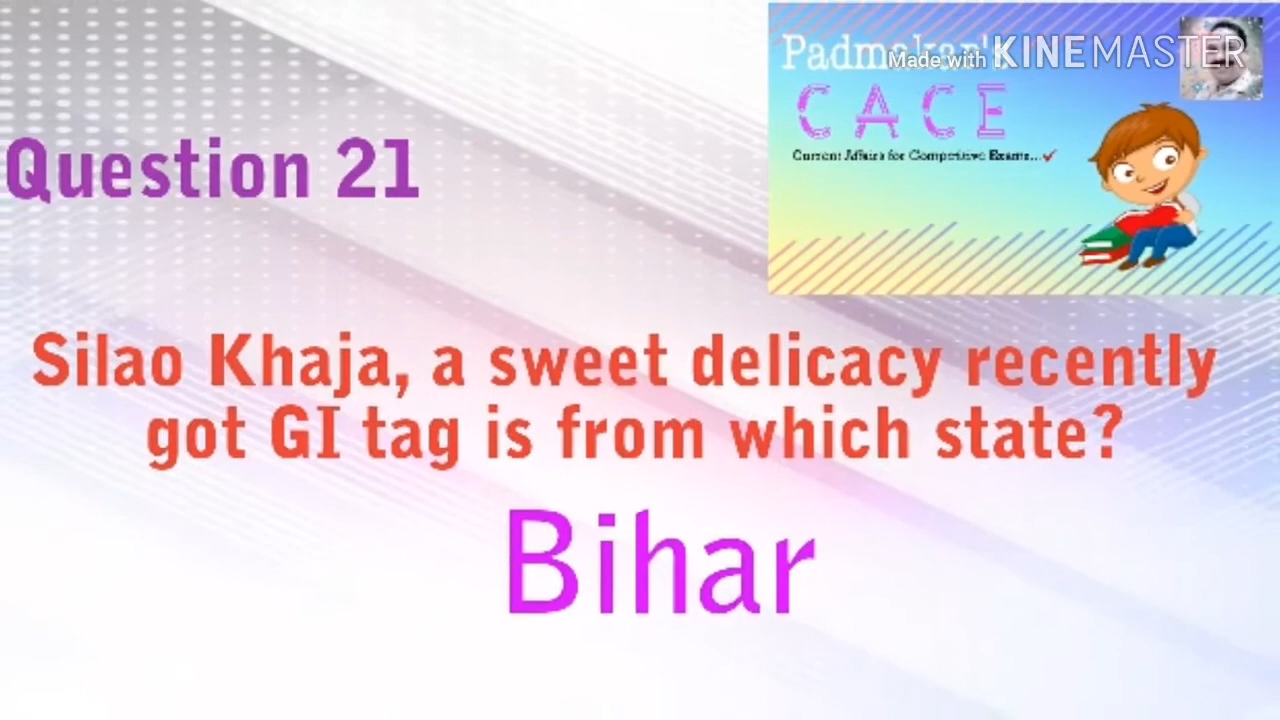 Padmakar's
Made with KINEMASTER
CACE
Current Affairs for Competitive Exams...✓
Question 21
Silao Khaja, a sweet delicacy recently
got GI tag is from which state?
Bihar